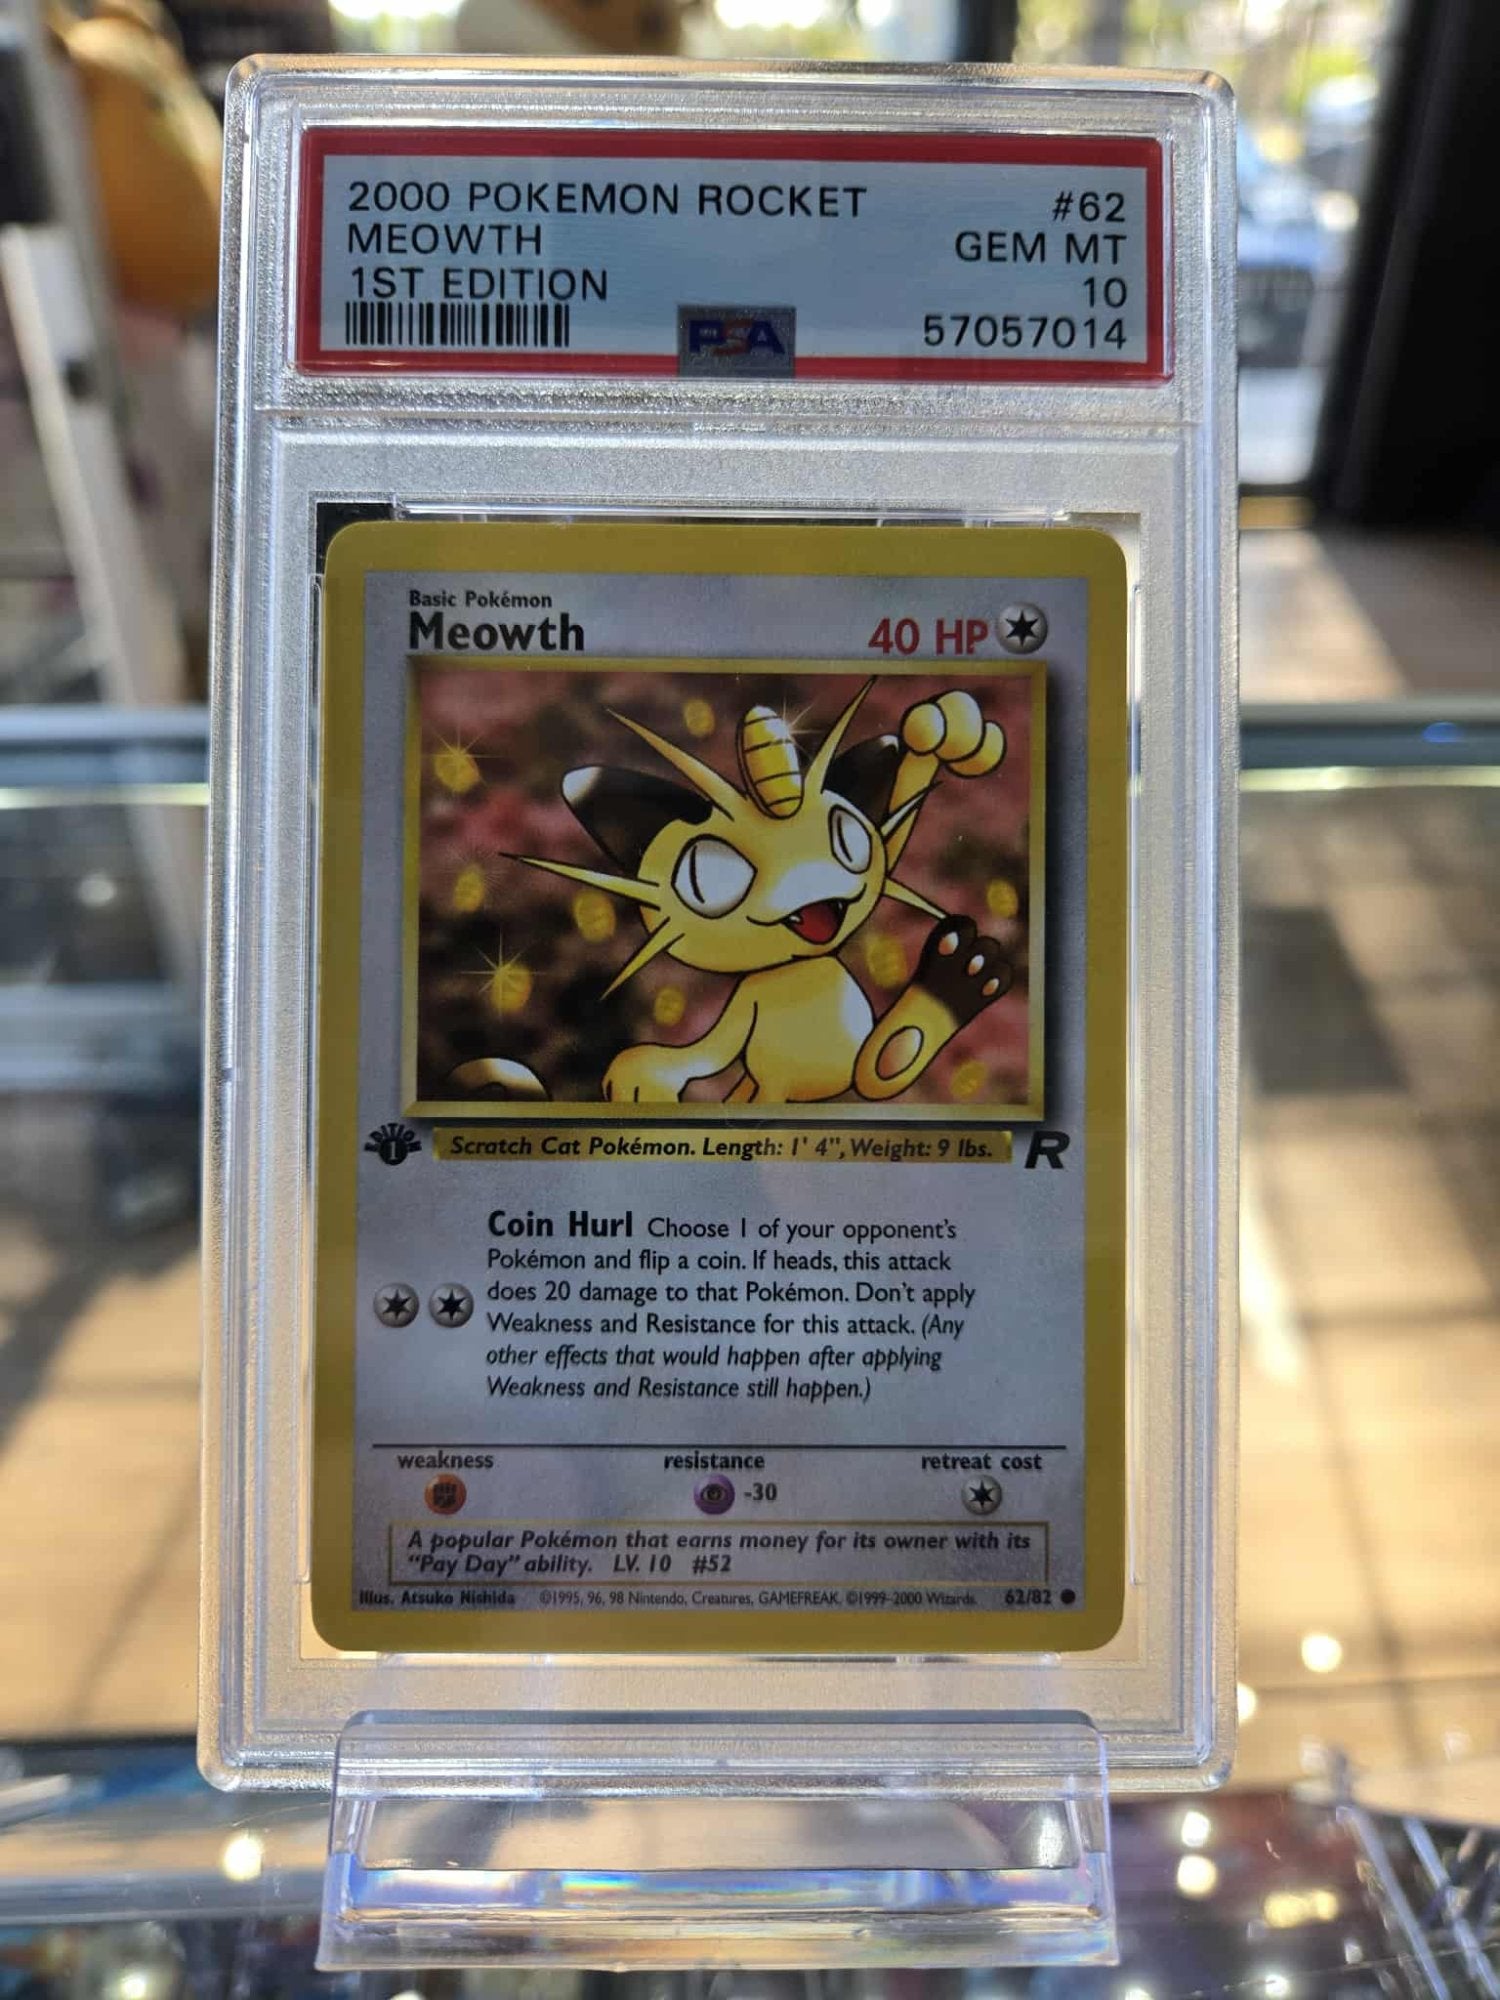 2000 POKEMON ROCKET #62
MEOWTH GEM MT
1ST EDITION 10
57057014
PSA
Basic Pokémon
Meowth 40 HP
EDITION 1
Scratch Cat Pokémon. Length: 1' 4", Weight: 9 lbs.
R
Coin Hurl Choose 1 of your opponent's
Pokémon and flip a coin. If heads, this attack
does 20 damage to that Pokémon. Don't apply
Weakness and Resistance for this attack. (Any
other effects that would happen after applying
Weakness and Resistance still happen.)
weakness resistance retreat cost
-30
A popular Pokémon that earns money for its owner with its
"Pay Day" ability. LV. 10 #52
Illus. Atsuko Nishida ©1995, 96, 98 Nintendo, Creatures, GAMEFREAK. ©1999-2000 Wizards. 62/82